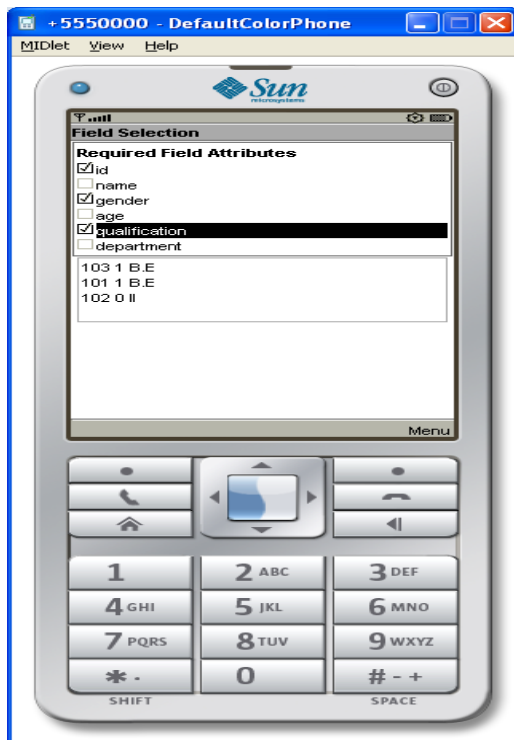 +5550000 - DefaultColorPhone
MIDlet View Help
Sun
microsystems
Field Selection
Required Field Attributes
id
name
gender
age
qualification
department
103 1 B.E
101 1 B.E
102 0 II
Menu
1 2 ABC 3 DEF
4 GHI 5 JKL 6 MNO
7 PQRS 8 TUV 9 WXYZ
* . 0 # - +
SHIFT SPACE